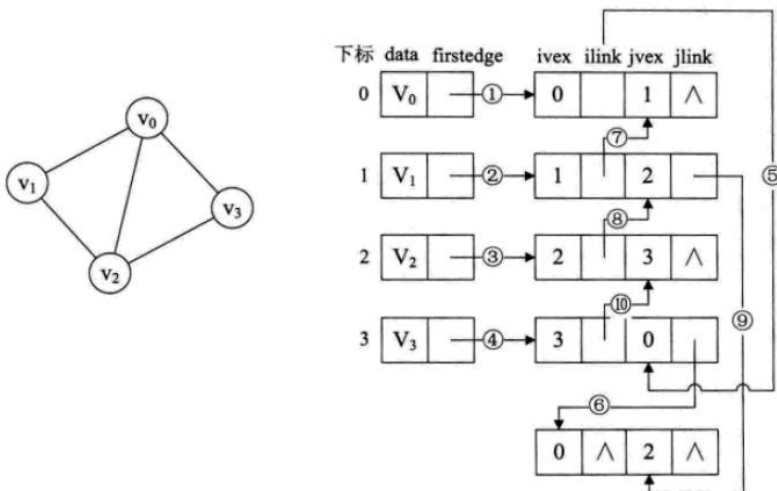 下标 data firstedge ivex ilink jvex jlink
0 V₀ ① 0 1 ∧
⑦
1 V₁ ② 1 2 ⑤
⑧
2 V₂ ③ 2 3 ∧
⑩ ⑨
3 V₃ ④ 3 0
⑥
0 ∧ 2 ∧
v₀
v₁
v₃
v₂